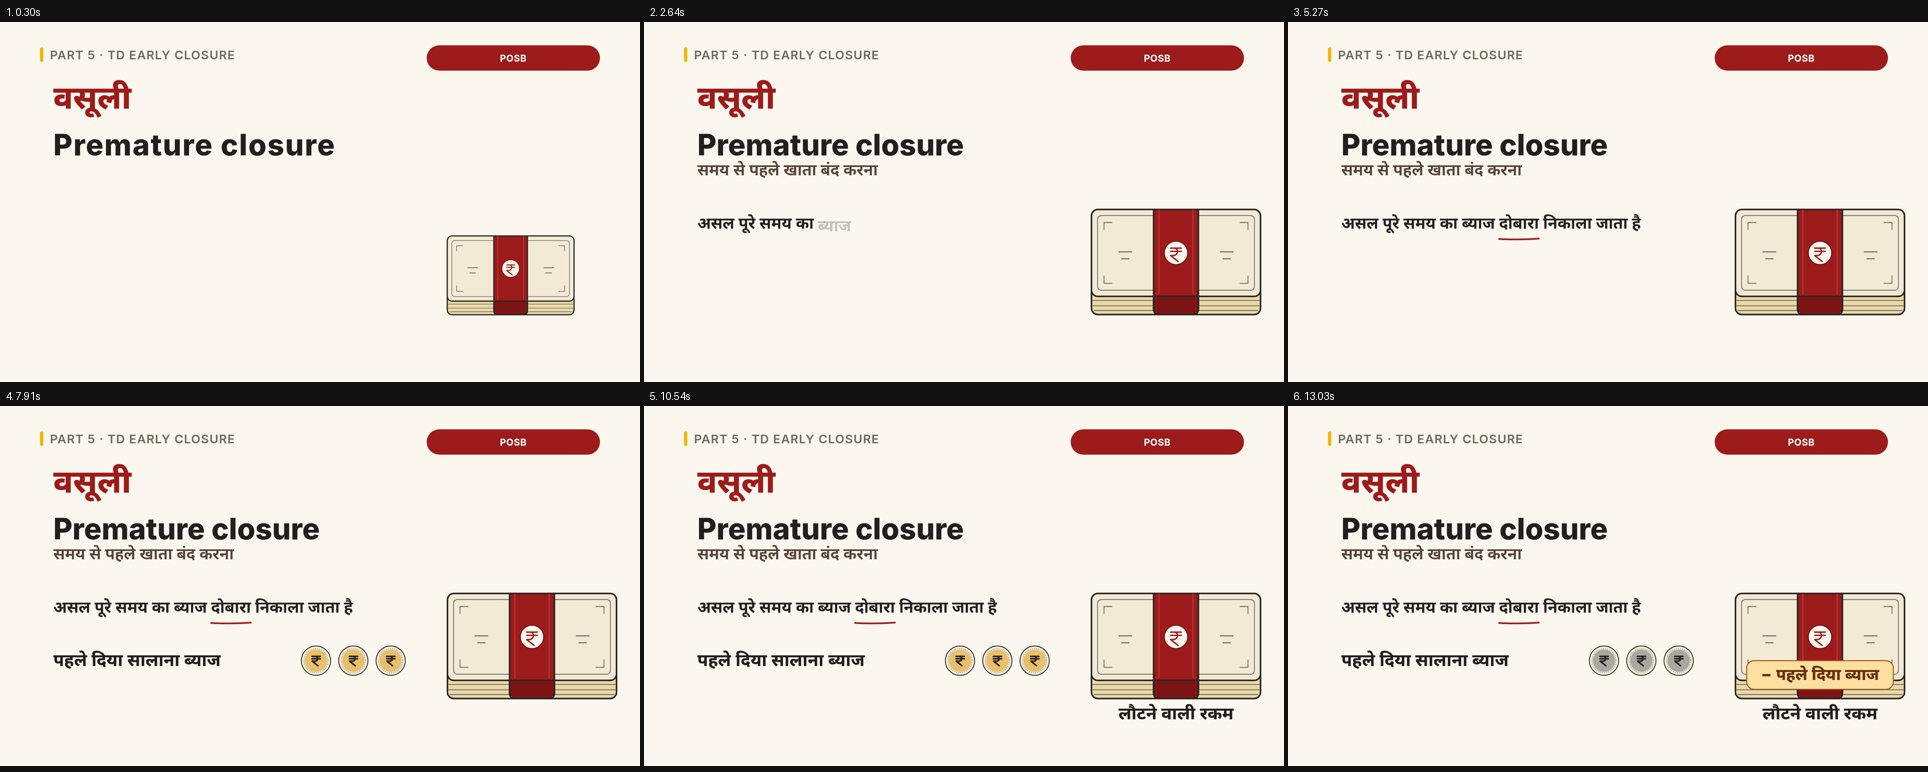 1. 0.30s
PART 5 · TD EARLY CLOSURE
POSB
वसूली
Premature closure
₹
2. 2.64s
PART 5 · TD EARLY CLOSURE
POSB
वसूली
Premature closure
समय से पहले खाता बंद करना
असल पूरे समय का ब्याज
₹
3. 5.27s
PART 5 · TD EARLY CLOSURE
POSB
वसूली
Premature closure
समय से पहले खाता बंद करना
असल पूरे समय का ब्याज दोबारा निकाला जाता है
₹
4. 7.91s
PART 5 · TD EARLY CLOSURE
POSB
वसूली
Premature closure
समय से पहले खाता बंद करना
असल पूरे समय का ब्याज दोबारा निकाला जाता है
₹
पहले दिया सालाना ब्याज ₹ ₹ ₹
5. 10.54s
PART 5 · TD EARLY CLOSURE
POSB
वसूली
Premature closure
समय से पहले खाता बंद करना
असल पूरे समय का ब्याज दोबारा निकाला जाता है
₹
पहले दिया सालाना ब्याज ₹ ₹ ₹
लौटने वाली रकम
6. 13.03s
PART 5 · TD EARLY CLOSURE
POSB
वसूली
Premature closure
समय से पहले खाता बंद करना
असल पूरे समय का ब्याज दोबारा निकाला जाता है
₹
पहले दिया सालाना ब्याज ₹ ₹ ₹
– पहले दिया ब्याज
लौटने वाली रकम